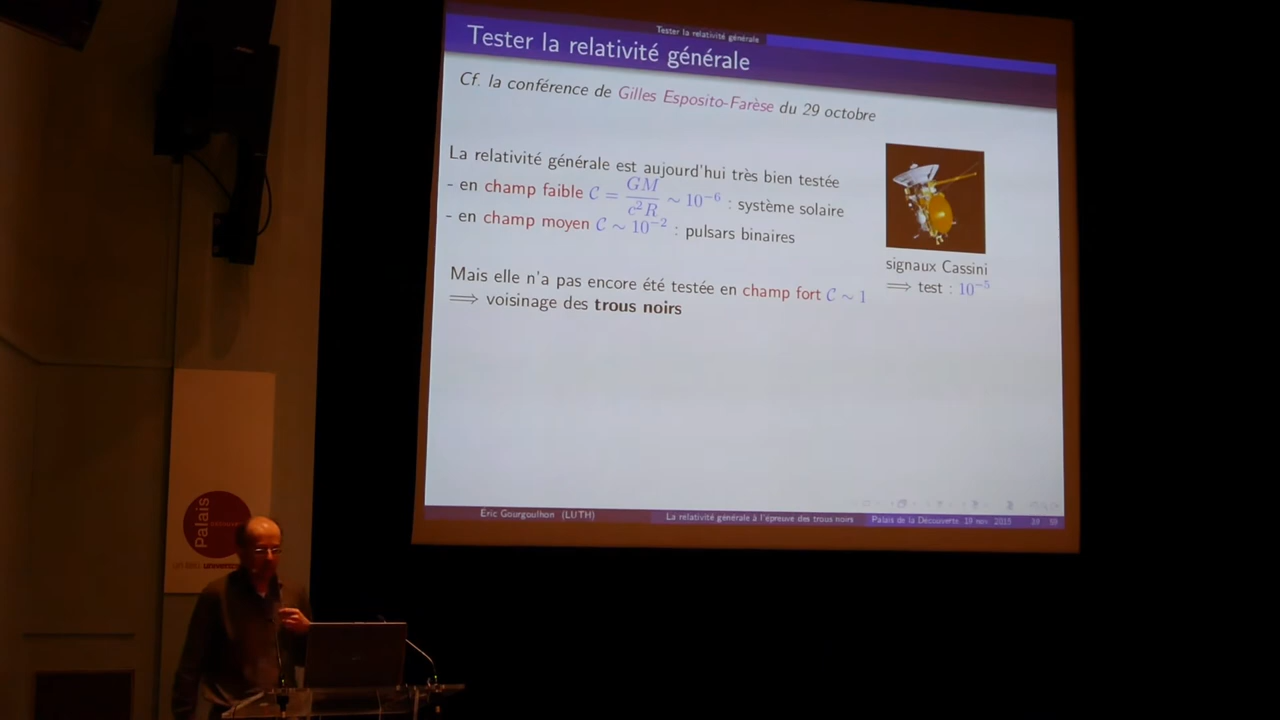 Tester la relativité générale
Tester la relativité générale
Cf. la conférence de Gilles Esposito-Farèse du 29 octobre
La relativité générale est aujourd'hui très bien testée
- en champ faible C = GM / c²R ~ 10⁻⁶ : système solaire
- en champ moyen C ~ 10⁻² : pulsars binaires
signaux Cassini
⟹ test : 10⁻⁵
Mais elle n'a pas encore été testée en champ fort C ~ 1
⟹ voisinage des trous noirs
Éric Gourgoulhon (LUTH)
La relativité générale à l'épreuve des trous noirs
Palais de la Découverte, 19 nov. 2015
Palais